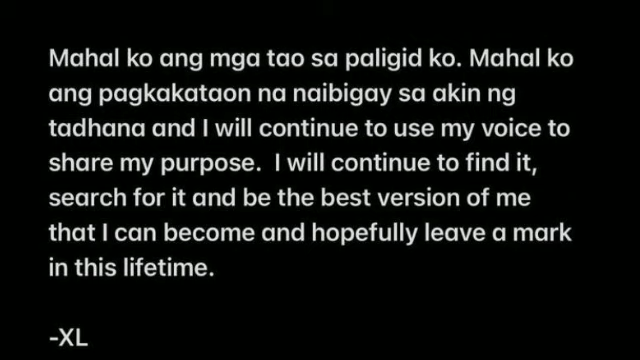 Mahal ko ang mga tao sa paligid ko. Mahal ko
ang pagkakataon na naibigay sa akin ng
tadhana and I will continue to use my voice to
share my purpose.  I will continue to find it,
search for it and be the best version of me
that I can become and hopefully leave a mark
in this lifetime.
-XL